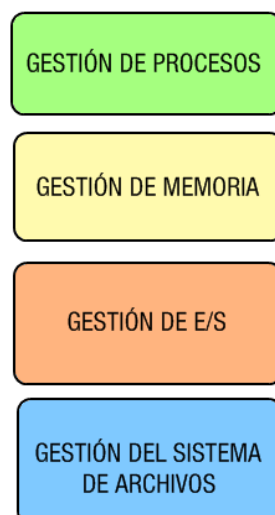 GESTIÓN DE PROCESOS
GESTIÓN DE MEMORIA
GESTIÓN DE E/S
GESTIÓN DEL SISTEMA
DE ARCHIVOS